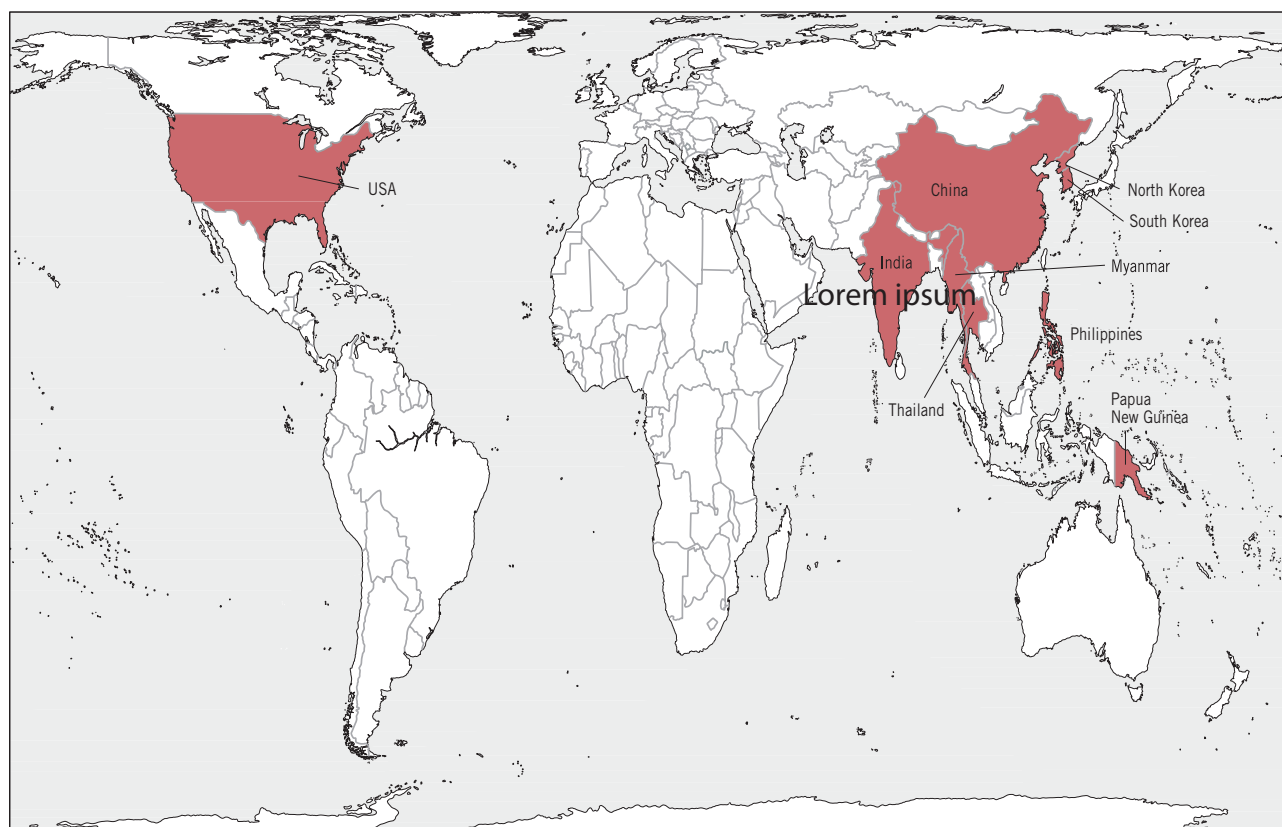 USA
China
North Korea
South Korea
India
Myanmar
Lorem ipsum
Philippines
Thailand
Papua
New Guinea